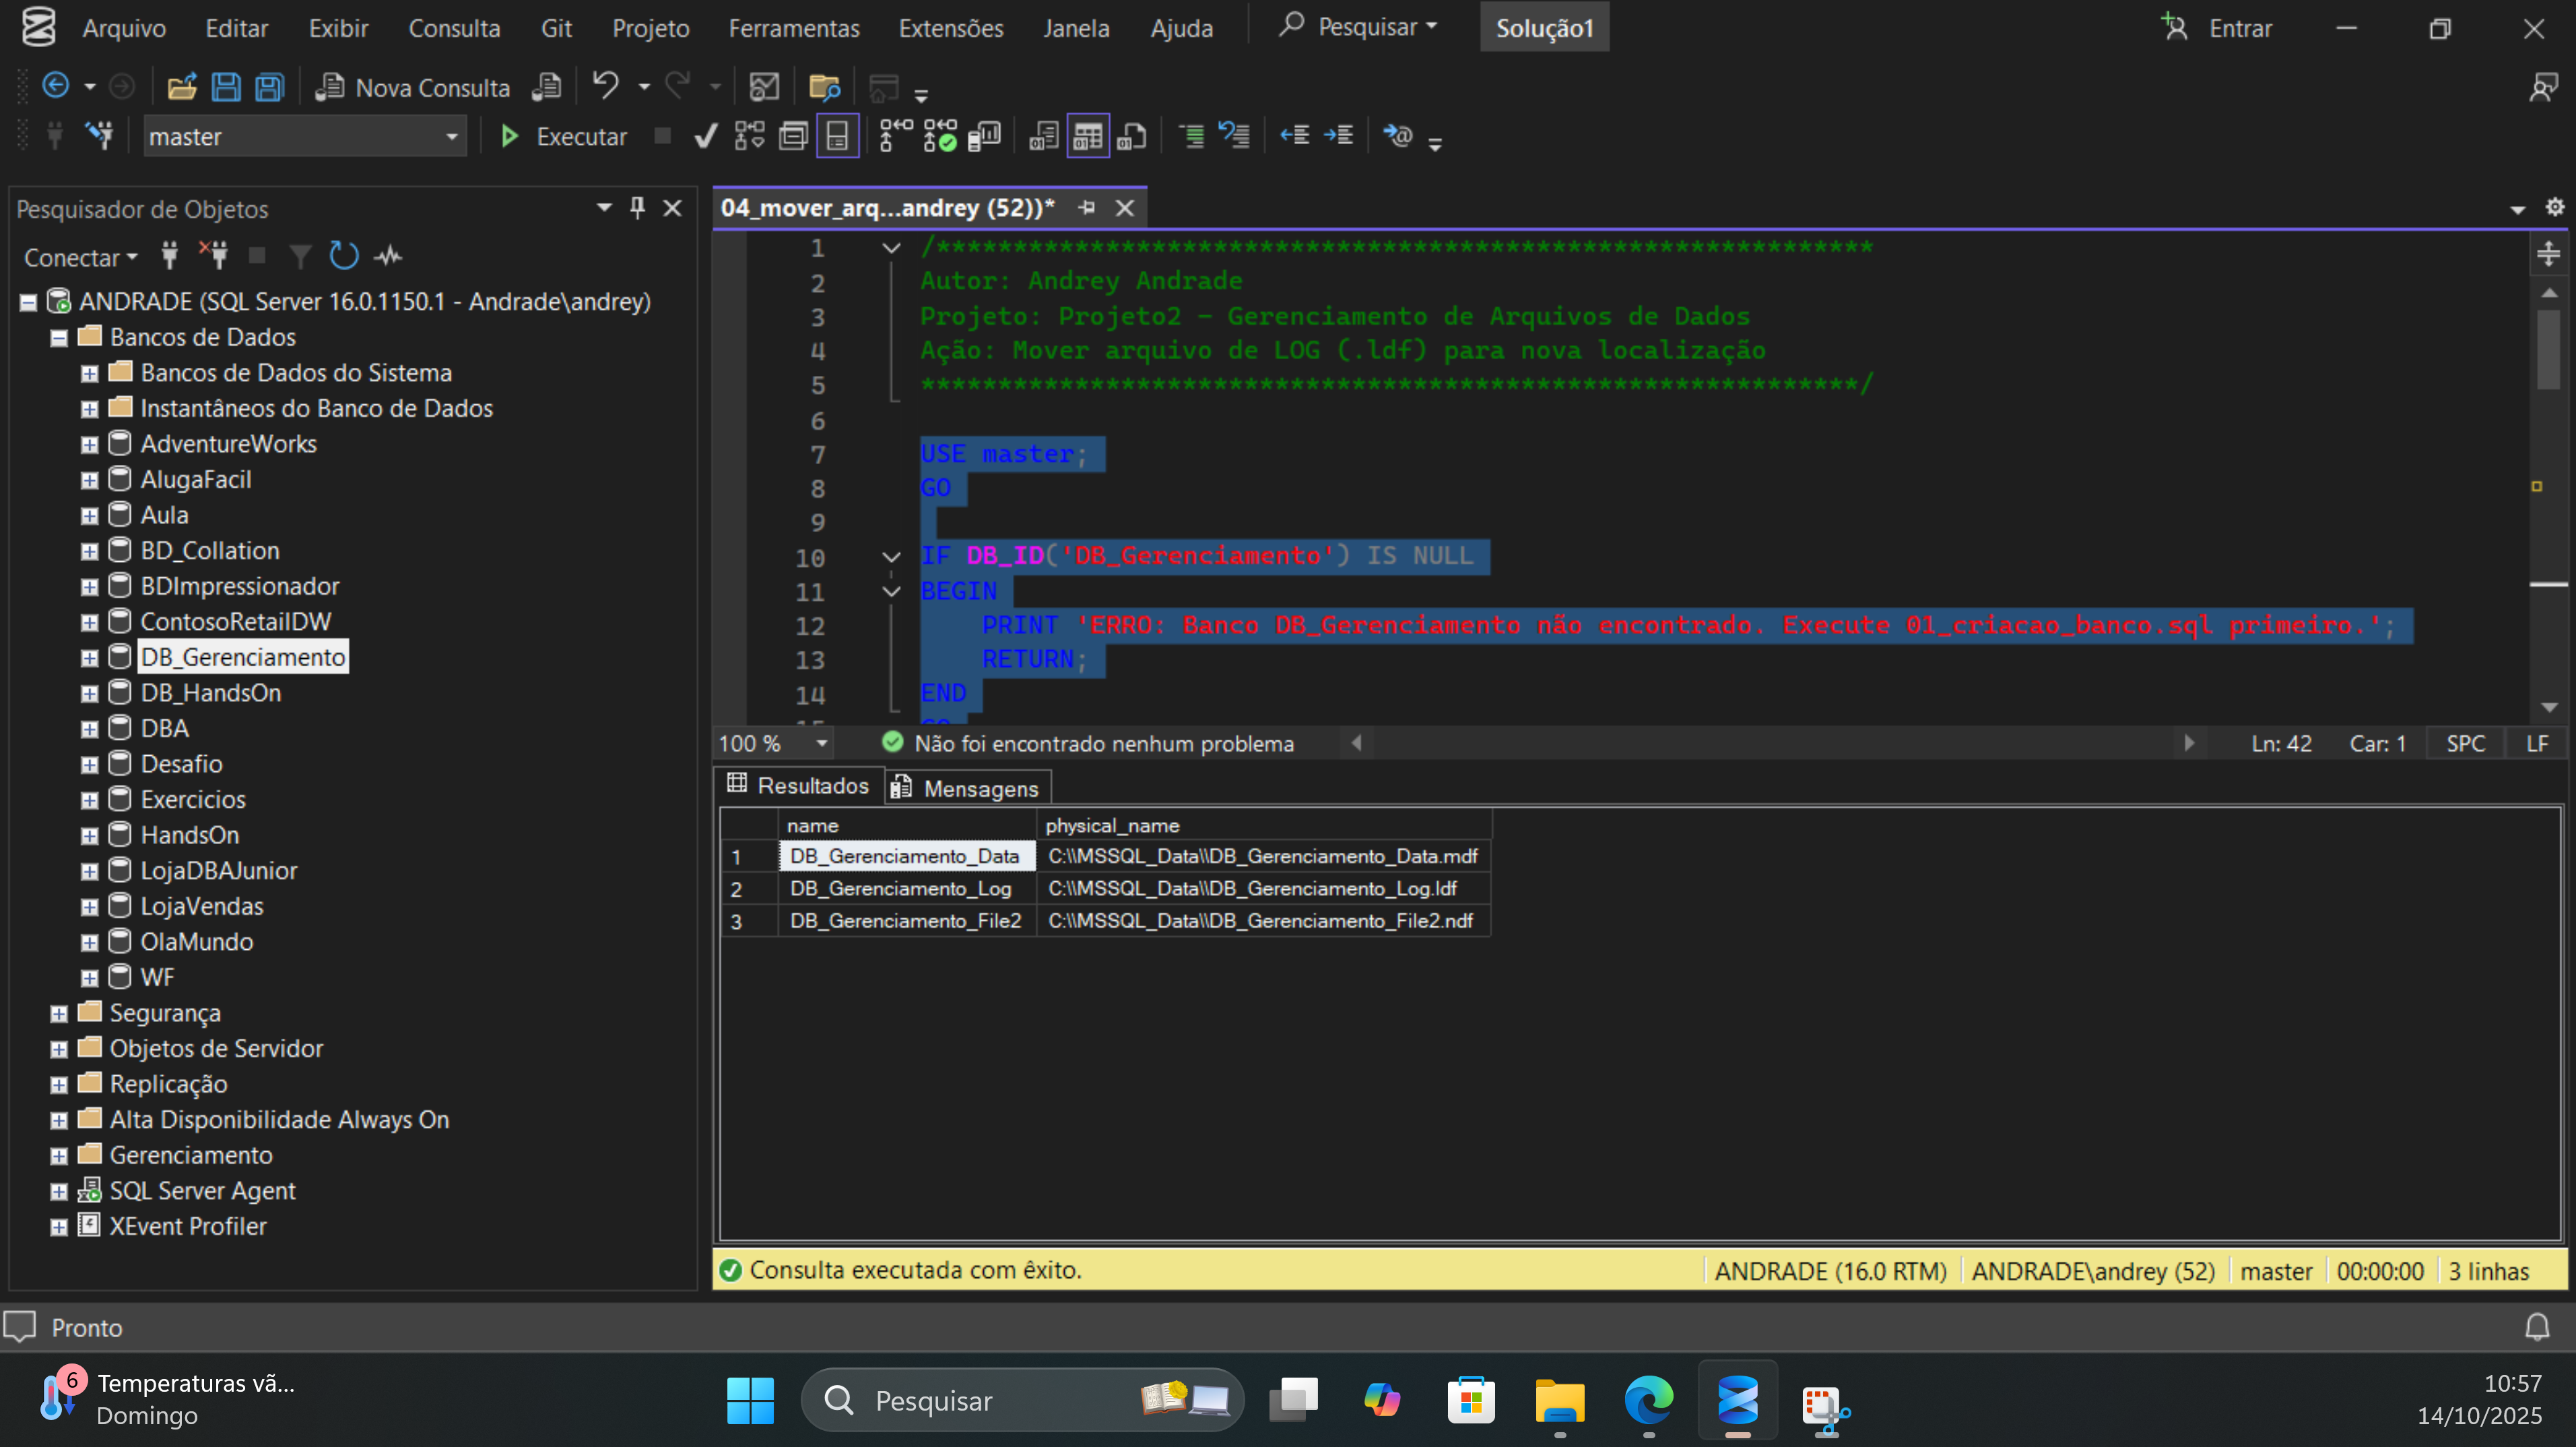 Arquivo Editar Exibir Consulta Git Projeto Ferramentas Extensões Janela Ajuda Pesquisar Solução1 Entrar
Nova Consulta
master Executar
Pesquisador de Objetos
Conectar
ANDRADE (SQL Server 16.0.1150.1 - Andrade\andrey)
Bancos de Dados
Bancos de Dados do Sistema
Instantâneos do Banco de Dados
AdventureWorks
AlugaFacil
Aula
BD_Collation
BDImpressionador
ContosoRetailDW
DB_Gerenciamento
DB_HandsOn
DBA
Desafio
Exercicios
HandsOn
LojaDBAJunior
LojaVendas
OlaMundo
WF
Segurança
Objetos de Servidor
Replicação
Alta Disponibilidade Always On
Gerenciamento
SQL Server Agent
XEvent Profiler
04_mover_arq...andrey (52))*
1 /*************************************************************
2 Autor: Andrey Andrade
3 Projeto: Projeto2 - Gerenciamento de Arquivos de Dados
4 Ação: Mover arquivo de LOG (.ldf) para nova localização
5 *************************************************************/
6
7 USE master;
8 GO
9
10 IF DB_ID('DB_Gerenciamento') IS NULL
11 BEGIN
12 PRINT 'ERRO: Banco DB_Gerenciamento não encontrado. Execute 01_criacao_banco.sql primeiro.';
13 RETURN;
14 END
15 GO
100 % Não foi encontrado nenhum problema Ln: 42 Car: 1 SPC LF
Resultados Mensagens
name physical_name
1 DB_Gerenciamento_Data C:\\MSSQL_Data\\DB_Gerenciamento_Data.mdf
2 DB_Gerenciamento_Log C:\\MSSQL_Data\\DB_Gerenciamento_Log.ldf
3 DB_Gerenciamento_File2 C:\\MSSQL_Data\\DB_Gerenciamento_File2.ndf
Consulta executada com êxito. ANDRADE (16.0 RTM) ANDRADE\andrey (52) master 00:00:00 3 linhas
Pronto
6 Temperaturas vã...
Domingo
Pesquisar
10:57
14/10/2025